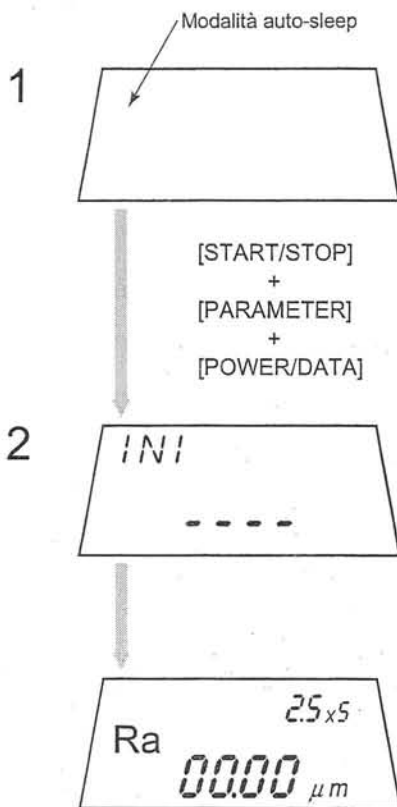 Modalità auto-sleep
1
[START/STOP]
+
[PARAMETER]
+
[POWER/DATA]
2
INI
- - - -
2.5x5
Ra
00.00 µm